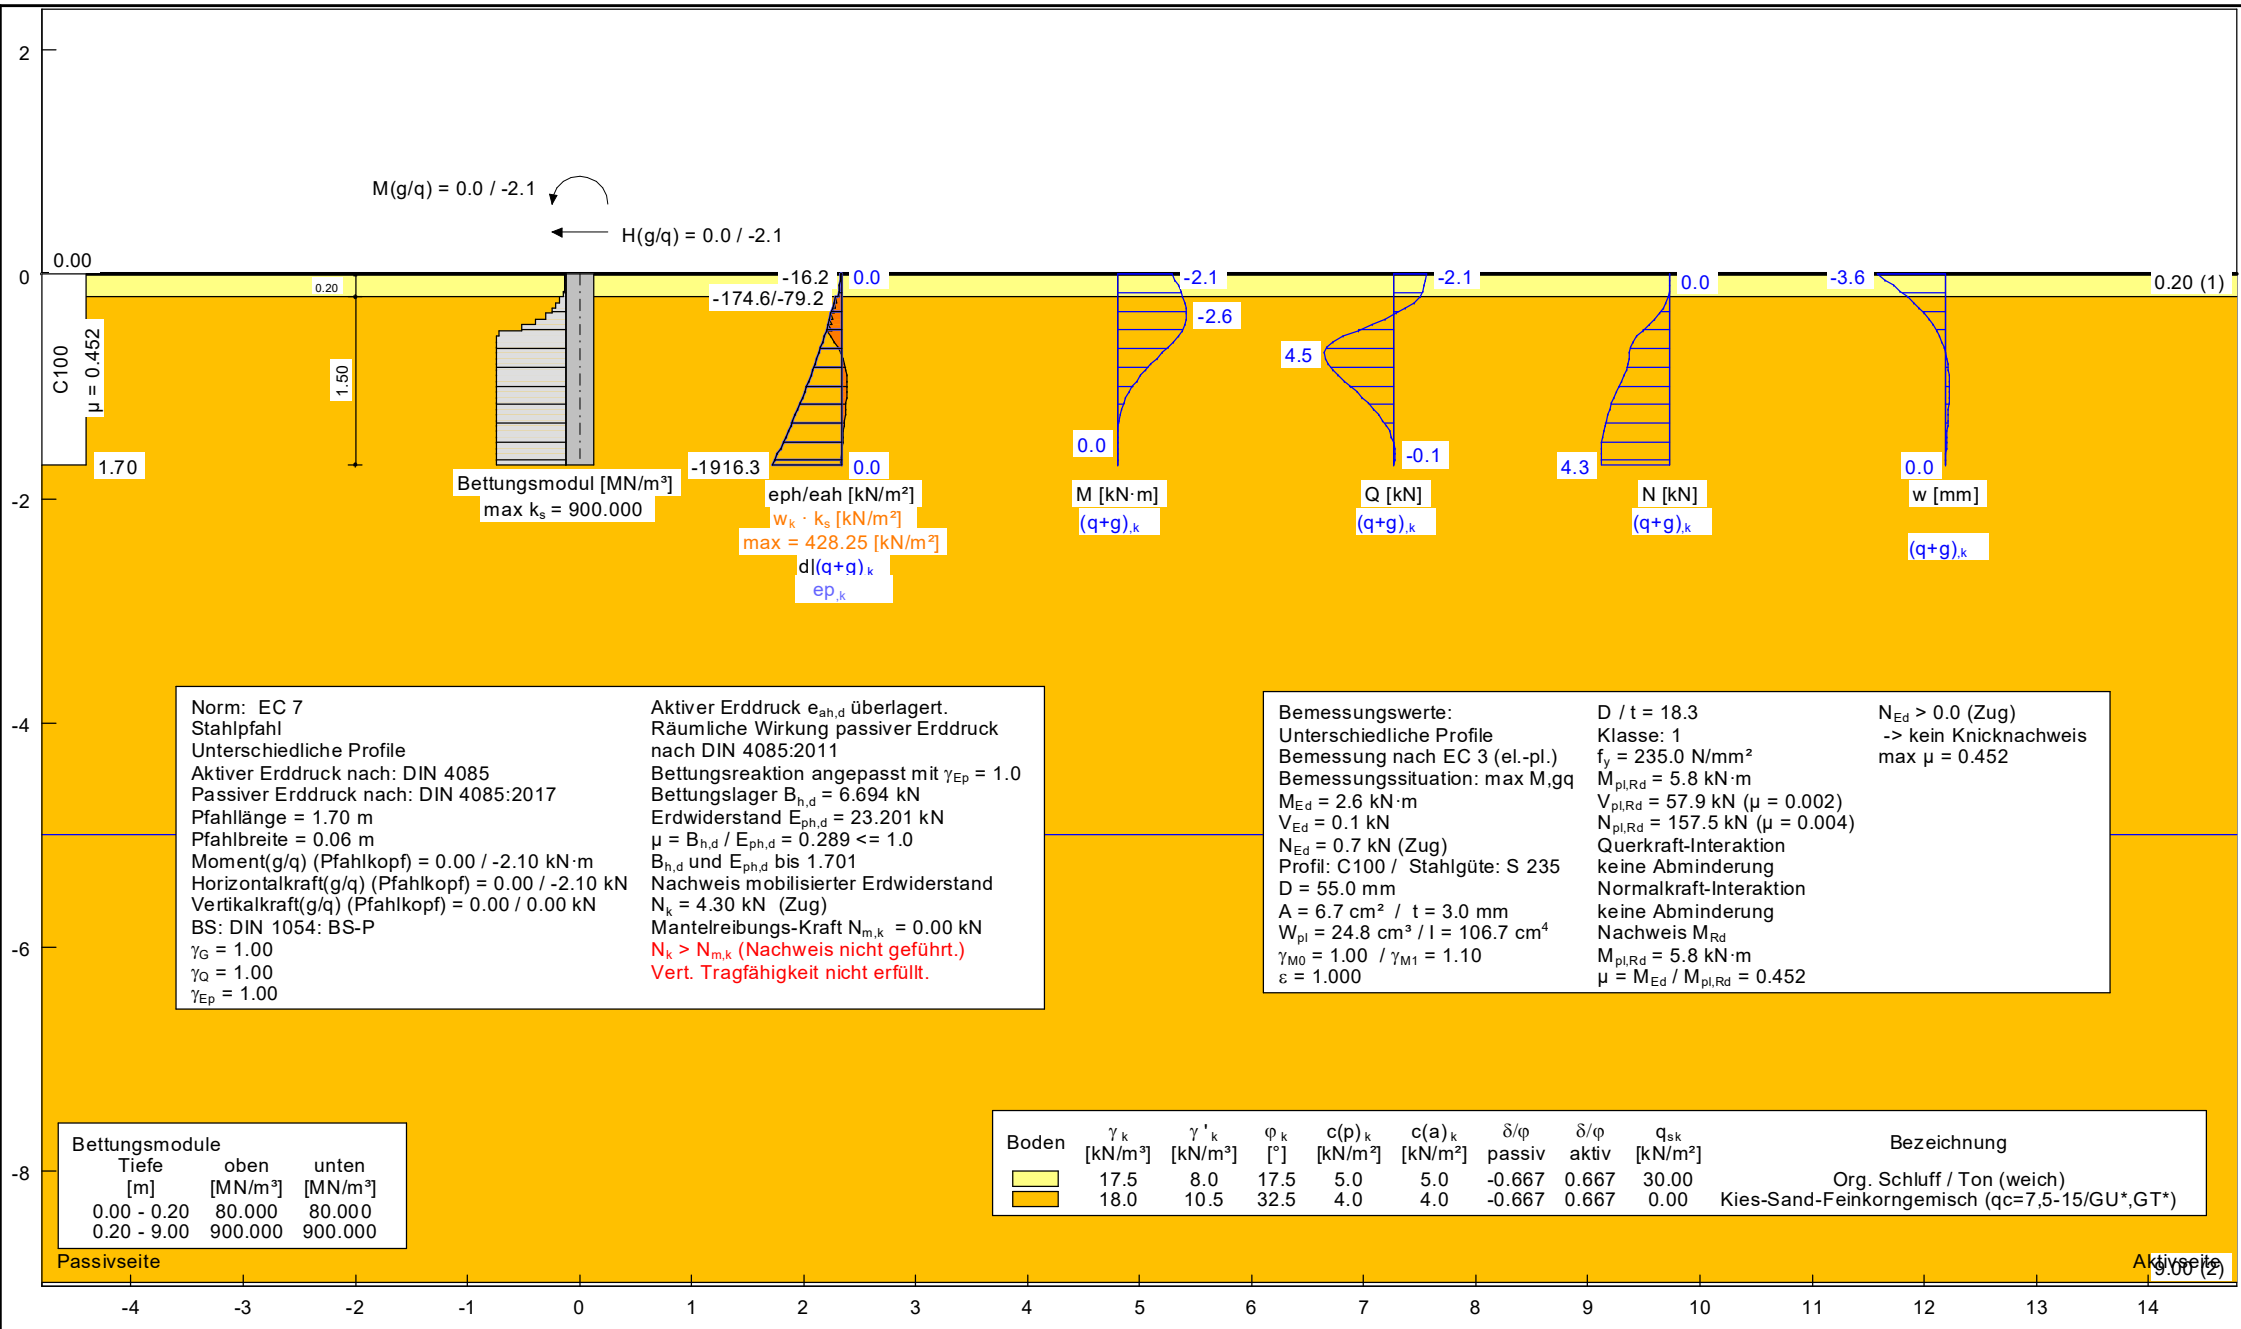 2
0
-2
-4
-6
-8
M(g/q) = 0.0 / -2.1
H(g/q) = 0.0 / -2.1
0.00
C100
µ = 0.452
1.70
0.20
1.50
Bettungsmodul [MN/m³]
max kₛ = 900.000
-16.2
0.0
-174.6/-79.2
-1916.3
0.0
eph/eah [kN/m²]
wₖ · kₛ [kN/m²]
max = 428.25 [kN/m²]
d|(q+g),k
ep,k
-2.1
-2.6
0.0
M [kN·m]
(q+g),k
-2.1
4.5
-0.1
Q [kN]
(q+g),k
0.0
4.3
N [kN]
(q+g),k
-3.6
0.0
w [mm]
(q+g),k
0.20 (1)
Norm: EC 7
Stahlpfahl
Unterschiedliche Profile
Aktiver Erddruck nach: DIN 4085
Passiver Erddruck nach: DIN 4085:2017
Pfahllänge = 1.70 m
Pfahlbreite = 0.06 m
Moment(g/q) (Pfahlkopf) = 0.00 / -2.10 kN·m
Horizontalkraft(g/q) (Pfahlkopf) = 0.00 / -2.10 kN
Vertikalkraft(g/q) (Pfahlkopf) = 0.00 / 0.00 kN
BS: DIN 1054: BS-P
γG = 1.00
γQ = 1.00
γEp = 1.00
Aktiver Erddruck eah,d überlagert.
Räumliche Wirkung passiver Erddruck
nach DIN 4085:2011
Bettungsreaktion angepasst mit γEp = 1.0
Bettungslager Bh,d = 6.694 kN
Erdwiderstand Eph,d = 23.201 kN
µ = Bh,d / Eph,d = 0.289 <= 1.0
Bh,d und Eph,d bis 1.701
Nachweis mobilisierter Erdwiderstand
Nk = 4.30 kN (Zug)
Mantelreibungs-Kraft Nm,k = 0.00 kN
Nk > Nm,k (Nachweis nicht geführt.)
Vert. Tragfähigkeit nicht erfüllt.
Bemessungswerte:
Unterschiedliche Profile
Bemessung nach EC 3 (el.-pl.)
Bemessungssituation: max M,gq
MEd = 2.6 kN·m
VEd = 0.1 kN
NEd = 0.7 kN (Zug)
Profil: C100 / Stahlgüte: S 235
D = 55.0 mm
A = 6.7 cm² / t = 3.0 mm
Wpl = 24.8 cm³ / I = 106.7 cm⁴
γM0 = 1.00 / γM1 = 1.10
ε = 1.000
D / t = 18.3
Klasse: 1
fy = 235.0 N/mm²
Mpl,Rd = 5.8 kN·m
Vpl,Rd = 57.9 kN (µ = 0.002)
Npl,Rd = 157.5 kN (µ = 0.004)
Querkraft-Interaktion
keine Abminderung
Normalkraft-Interaktion
keine Abminderung
Nachweis MRd
Mpl,Rd = 5.8 kN·m
µ = MEd / Mpl,Rd = 0.452
NEd > 0.0 (Zug)
-> kein Knicknachweis
max µ = 0.452
Bettungsmodule
Tiefe oben unten
[m] [MN/m³] [MN/m³]
0.00 - 0.20 80.000 80.000
0.20 - 9.00 900.000 900.000
Boden γk γ'k φk c(p)k c(a)k δ/φ δ/φ qsk Bezeichnung
[kN/m³] [kN/m³] [°] [kN/m²] [kN/m²] passiv aktiv [kN/m²]
17.5 8.0 17.5 5.0 5.0 -0.667 0.667 30.00 Org. Schluff / Ton (weich)
18.0 10.5 32.5 4.0 4.0 -0.667 0.667 0.00 Kies-Sand-Feinkorngemisch (qc=7,5-15/GU*,GT*)
Passivseite
Aktivseite
9.00 (2)
-4 -3 -2 -1 0 1 2 3 4 5 6 7 8 9 10 11 12 13 14